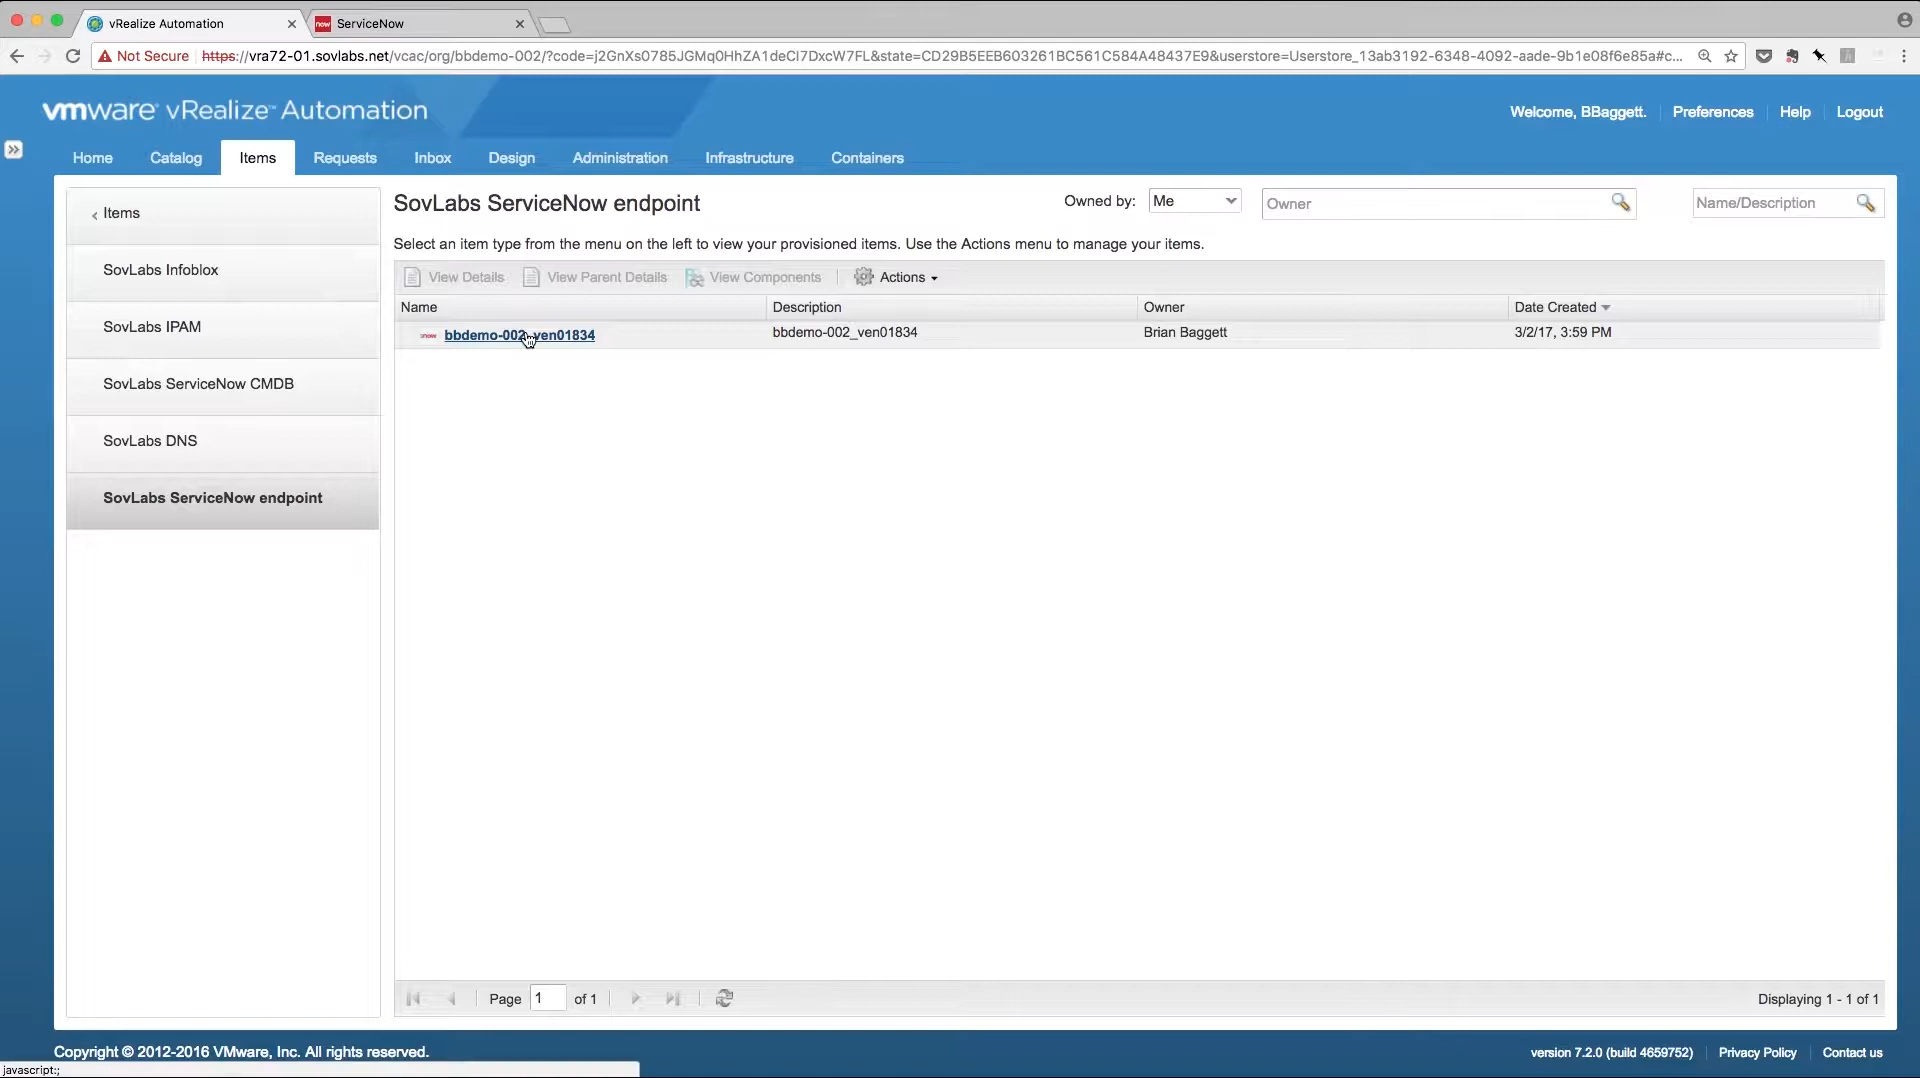 vRealize Automation
now ServiceNow
Not Secure https://vra72-01.sovlabs.net/vcac/org/bbdemo-002/?code=j2GnXs0785JGMq0HhZA1deCI7DxcW7FL&state=CD29B5EEB603261BC561C584A48437E9&userstore=Userstore_13ab3192-6348-4092-aade-9b1e08f6e85a#c...
vmware vRealize™ Automation
Welcome, BBaggett. Preferences Help Logout
Home Catalog Items Requests Inbox Design Administration Infrastructure Containers
Items
SovLabs Infoblox
SovLabs IPAM
SovLabs ServiceNow CMDB
SovLabs DNS
SovLabs ServiceNow endpoint
SovLabs ServiceNow endpoint
Owned by: Me Owner Name/Description
Select an item type from the menu on the left to view your provisioned items. Use the Actions menu to manage your items.
View Details View Parent Details View Components Actions
Name Description Owner Date Created
bbdemo-002_ven01834 bbdemo-002_ven01834 Brian Baggett 3/2/17, 3:59 PM
Page 1 of 1 Displaying 1 - 1 of 1
Copyright © 2012-2016 VMware, Inc. All rights reserved.
version 7.2.0 (build 4659752) Privacy Policy Contact us
javascript:;